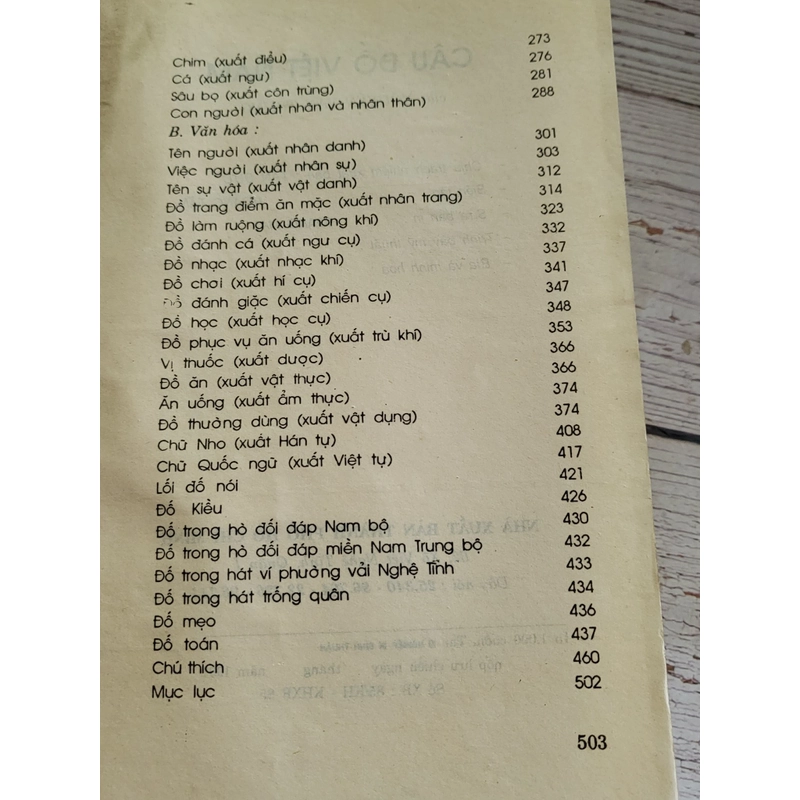 Chim (xuất điểu) 273
Cá (xuất ngư) 276
Sâu bọ (xuất côn trùng) 281
Con người (xuất nhân và nhân thân) 288
B. Văn hóa :
Tên người (xuất nhân danh) 301
Việc người (xuất nhân sự) 303
Tên sự vật (xuất vật danh) 312
Đồ trang điểm ăn mặc (xuất nhân trang) 314
Đồ làm ruộng (xuất nông khí) 323
Đồ đánh cá (xuất ngư cụ) 332
Đồ nhạc (xuất nhạc khí) 337
Đồ chơi (xuất hí cụ) 341
Đồ đánh giặc (xuất chiến cụ) 347
Đồ học (xuất học cụ) 348
Đồ phục vụ ăn uống (xuất trù khí) 353
Vị thuốc (xuất dược) 366
Đồ ăn (xuất vật thực) 366
Ăn uống (xuất ẩm thực) 374
Đồ thường dùng (xuất vật dụng) 374
Chữ Nho (xuất Hán tự) 408
Chữ Quốc ngữ (xuất Việt tự) 417
Lối đố nói 421
Đố Kiều 426
Đố trong hò đối đáp Nam bộ 430
Đố trong hò đối đáp miền Nam Trung bộ 432
Đố trong hát ví phường vải Nghệ Tĩnh 433
Đố trong hát trống quân 434
Đố mẹo 436
Đố toán 437
Chú thích 460
Mục lục 502
503